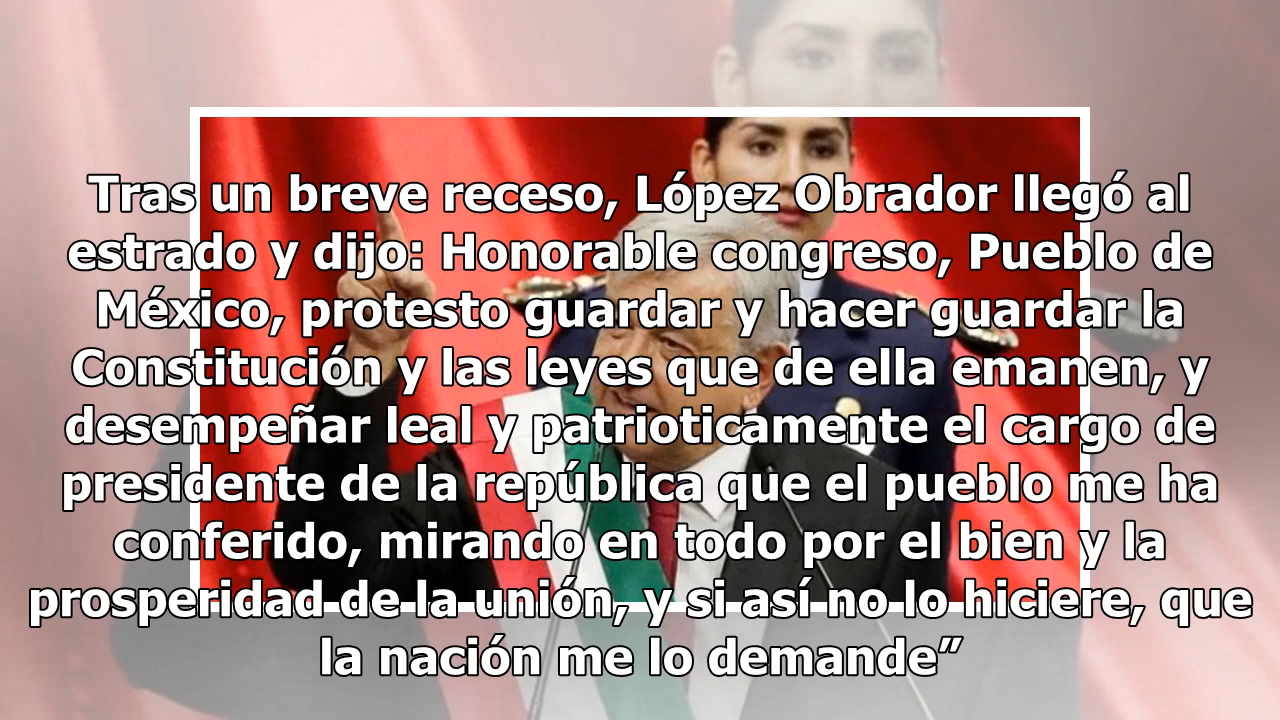 Tras un breve receso, López Obrador llegó al
estrado y dijo: Honorable congreso, Pueblo de
México, protesto guardar y hacer guardar la
Constitución y las leyes que de ella emanen, y
desempeñar leal y patrioticamente el cargo de
presidente de la república que el pueblo me ha
conferido, mirando en todo por el bien y la
prosperidad de la unión, y si así no lo hiciere, que
la nación me lo demande”